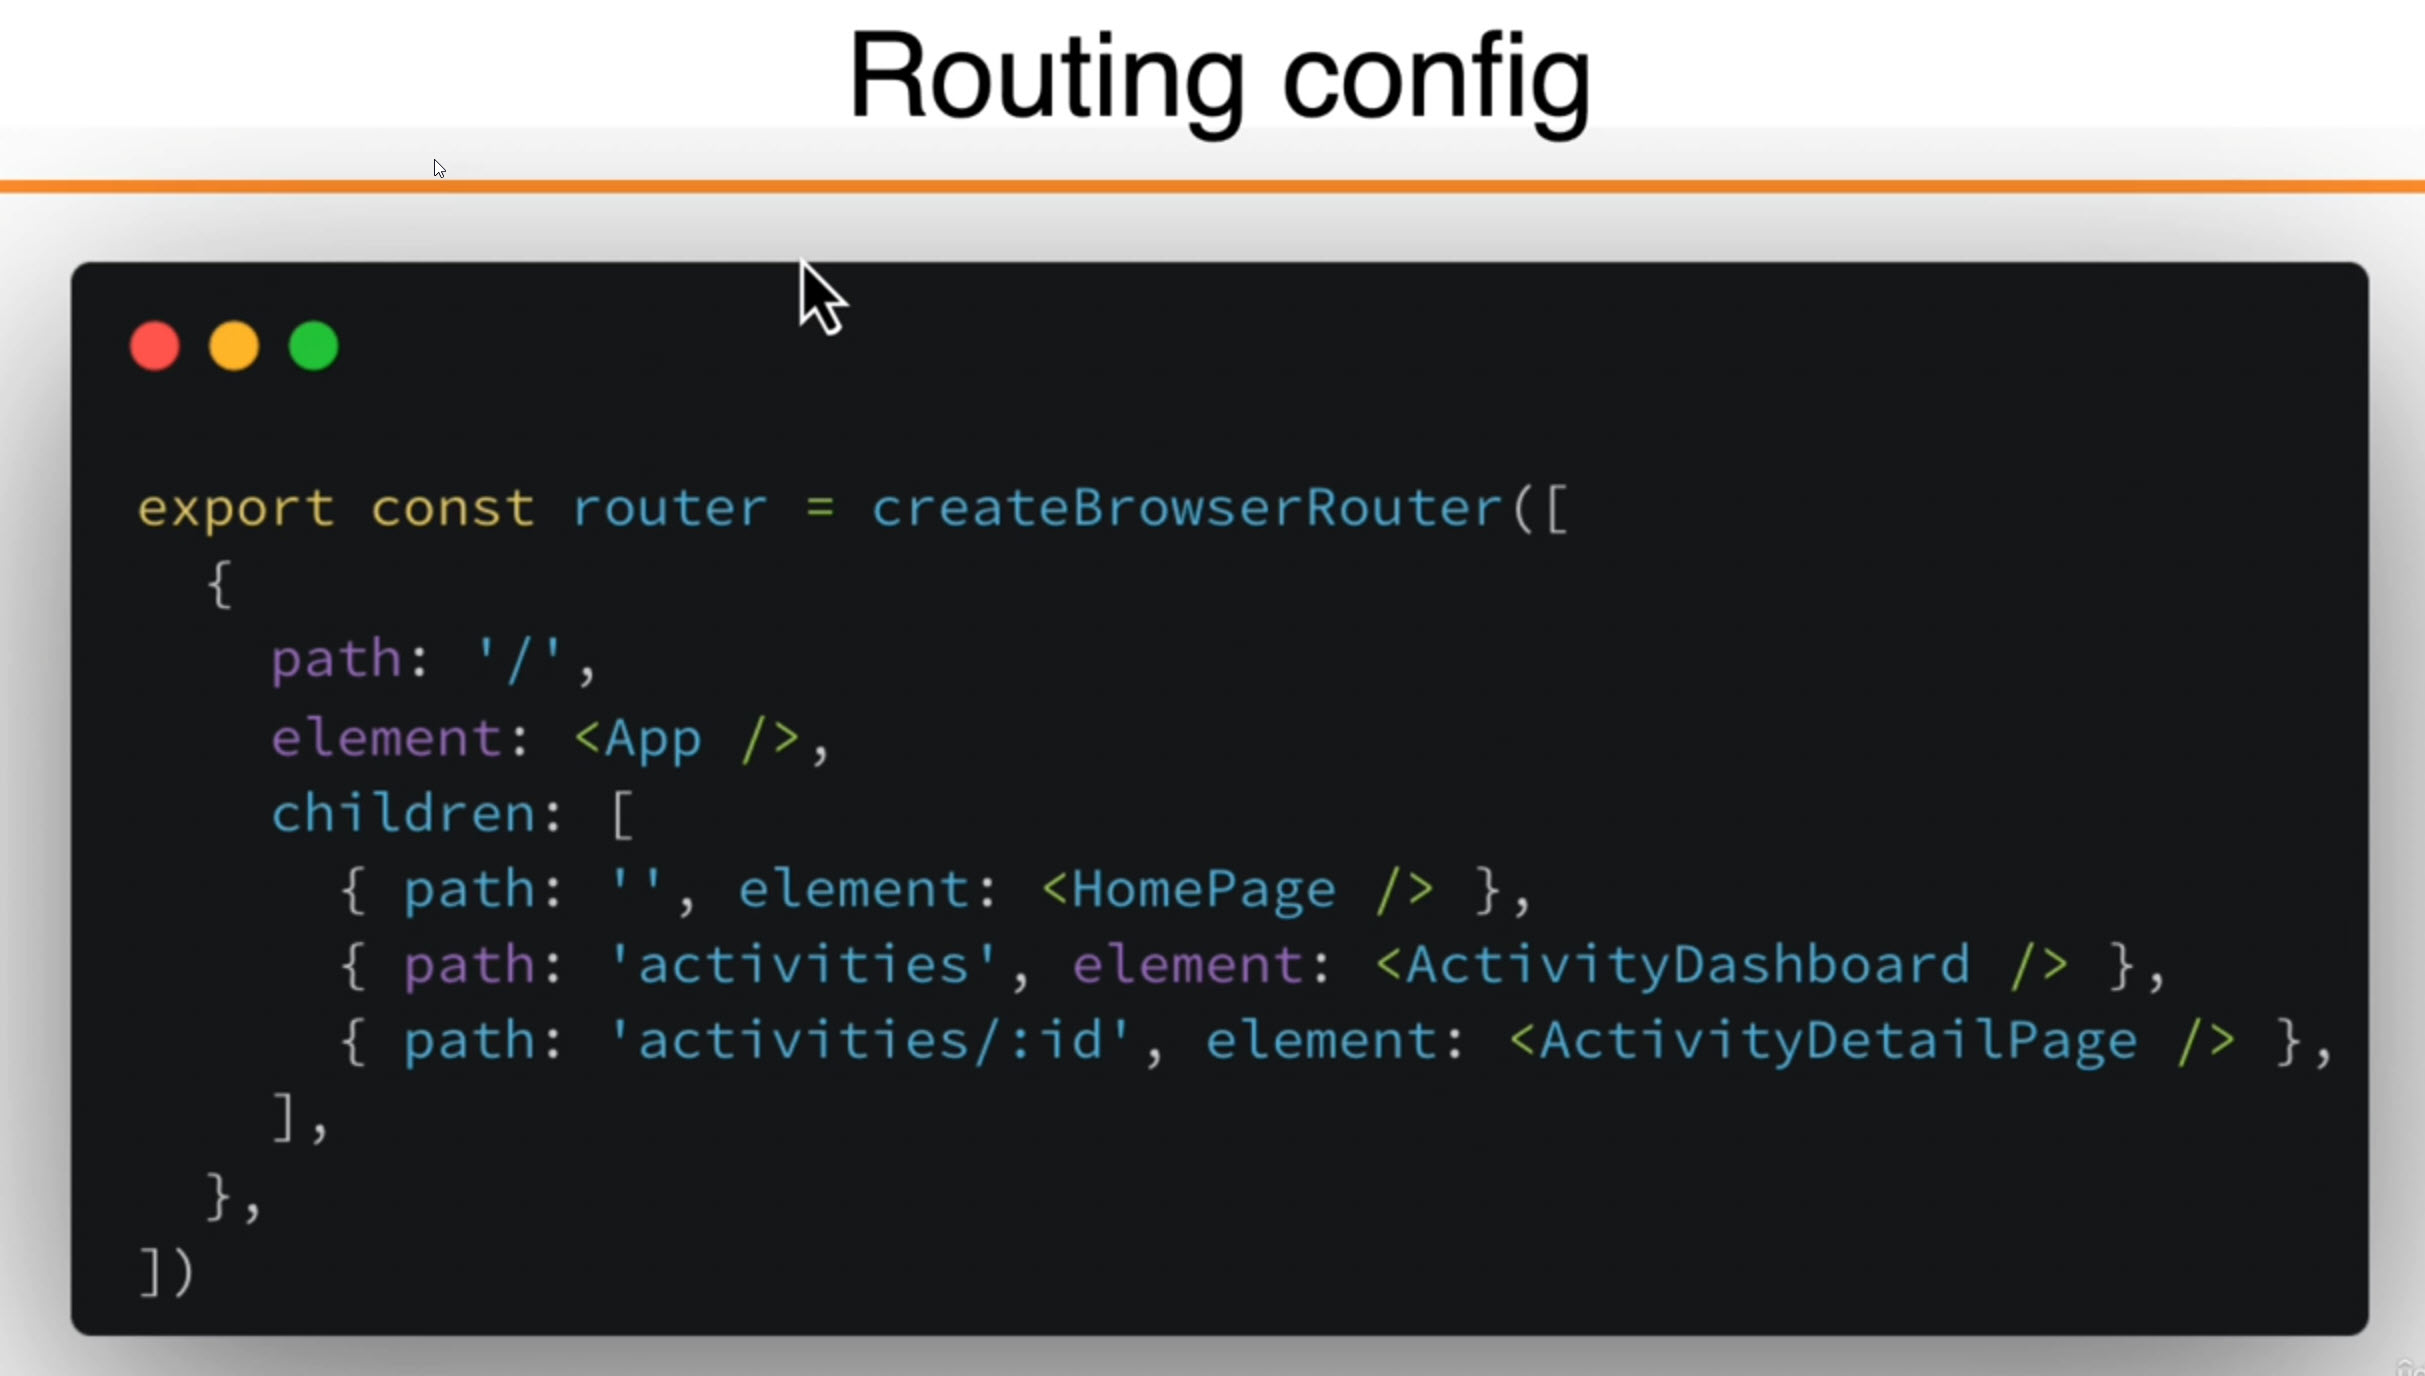 Routing config
export const router = createBrowserRouter([
  {
    path: '/',
    element: <App />,
    children: [
      { path: '', element: <HomePage /> },
      { path: 'activities', element: <ActivityDashboard /> },
      { path: 'activities/:id', element: <ActivityDetailPage /> },
    ],
  },
])